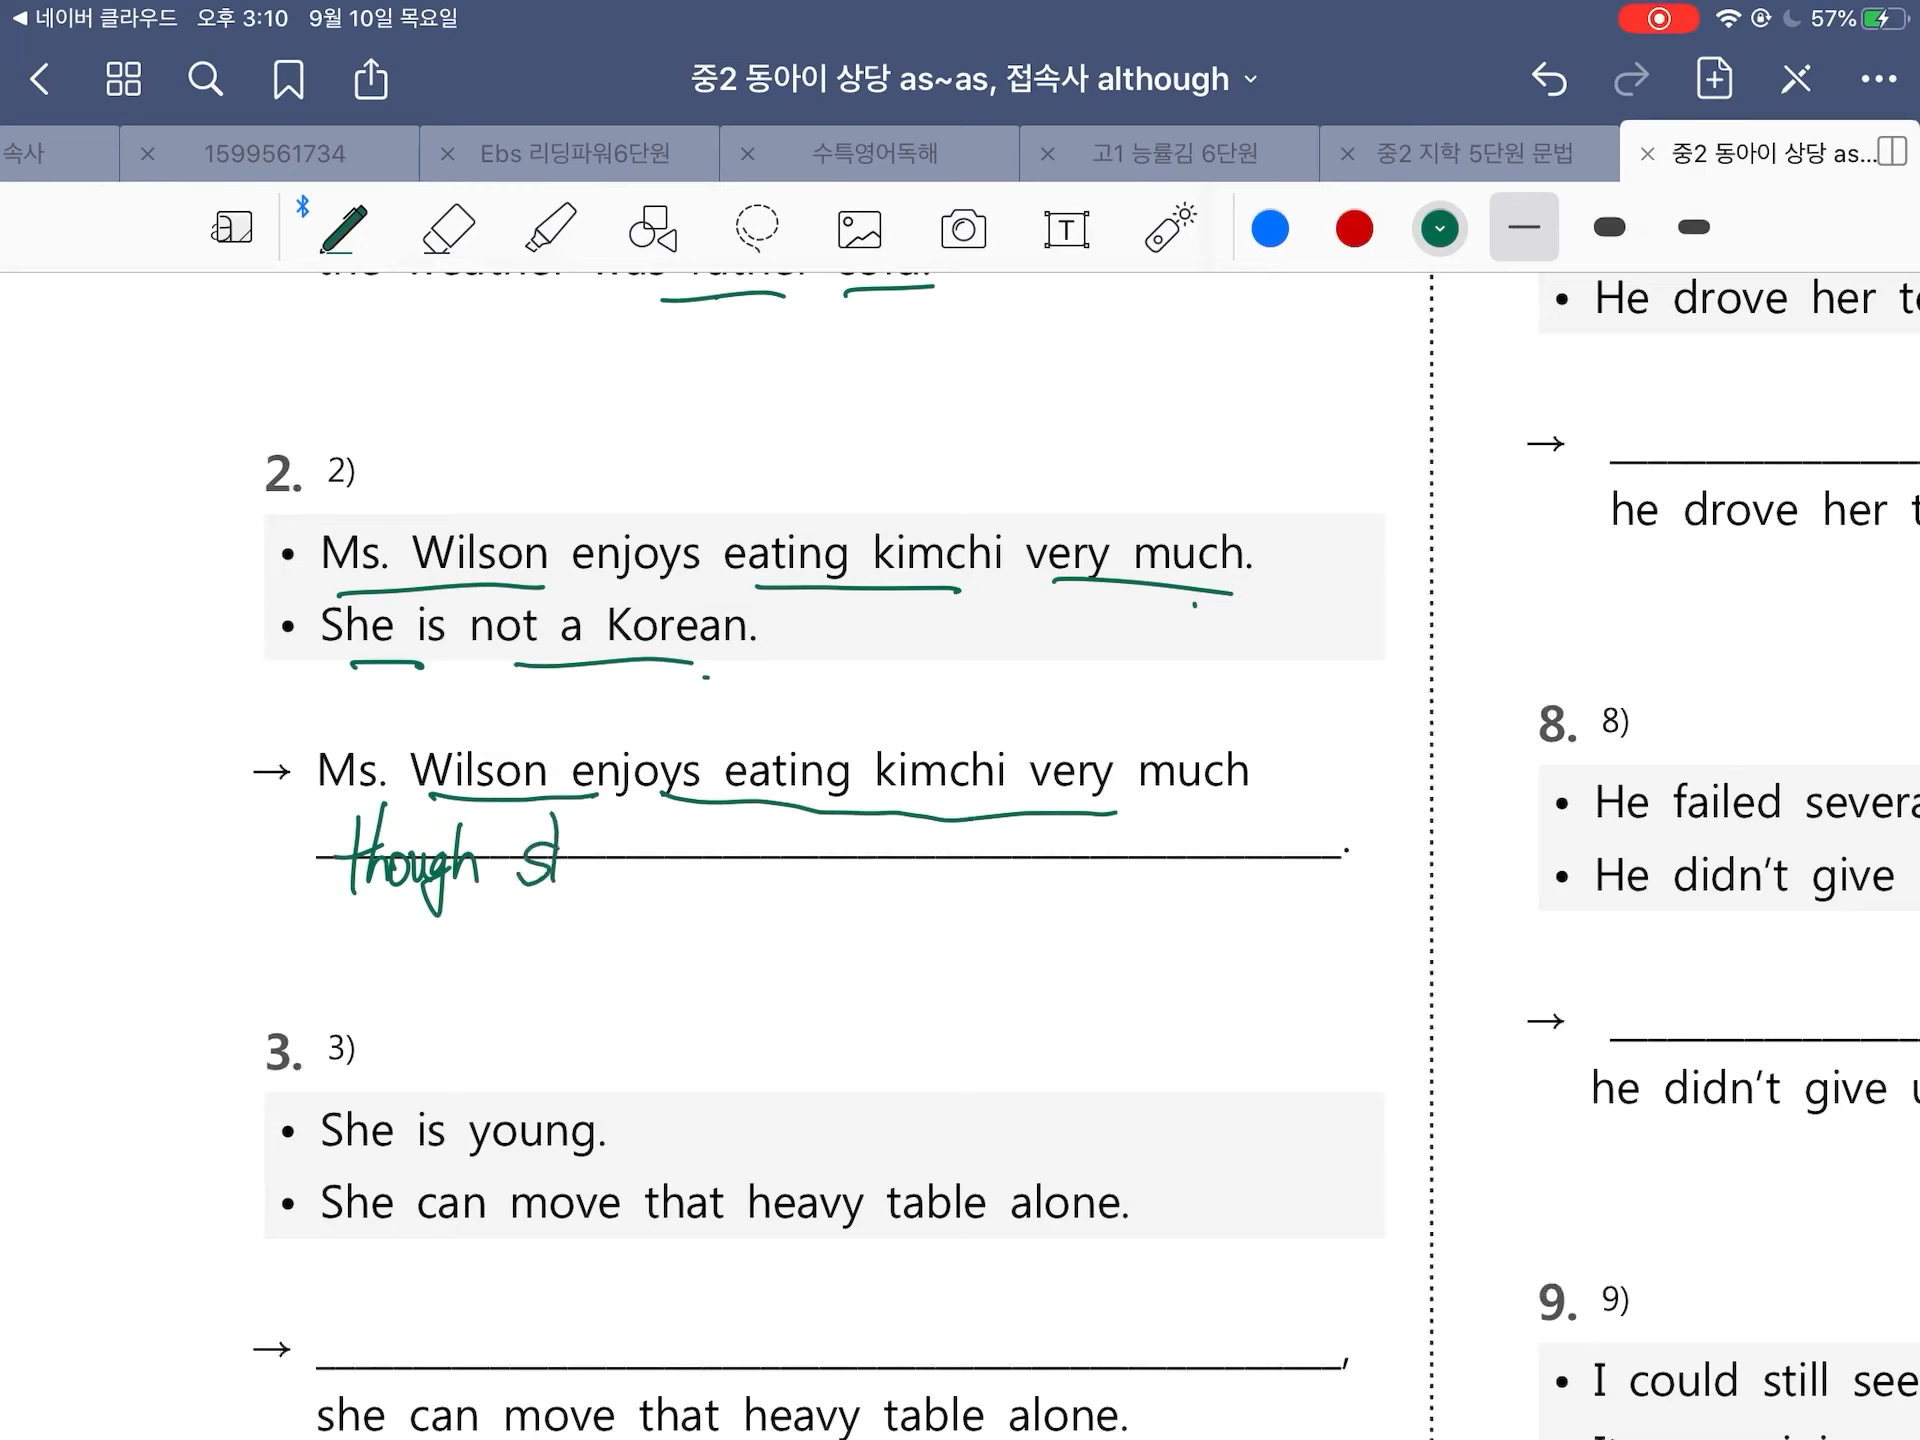 네이버 클라우드 오후 3:10 9월 10일 목요일 57%
중2 동아이 상당 as~as, 접속사 although
속사 1599561734 Ebs 리딩파워6단원 수특영어독해 고1 능률김 6단원 중2 지학 5단원 문법 중2 동아이 상당 as...
the weather was rather cold.
2. 2)
• Ms. Wilson enjoys eating kimchi very much.
• She is not a Korean.
→ Ms. Wilson enjoys eating kimchi very much
though
3. 3)
• She is young.
• She can move that heavy table alone.
→ ,
she can move that heavy table alone.
• He drove her
→
he drove her
8. 8)
• He failed
• He didn't give
→
he didn't give
9. 9)
• I could still see